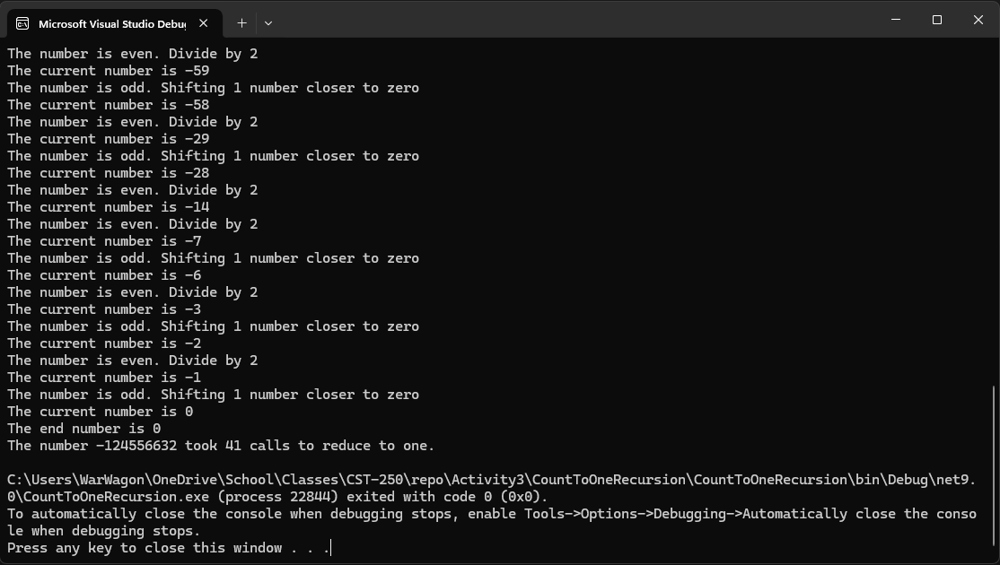 Microsoft Visual Studio Debug
The number is even. Divide by 2
The current number is -59
The number is odd. Shifting 1 number closer to zero
The current number is -58
The number is even. Divide by 2
The current number is -29
The number is odd. Shifting 1 number closer to zero
The current number is -28
The number is even. Divide by 2
The current number is -14
The number is even. Divide by 2
The current number is -7
The number is odd. Shifting 1 number closer to zero
The current number is -6
The number is even. Divide by 2
The current number is -3
The number is odd. Shifting 1 number closer to zero
The current number is -2
The number is even. Divide by 2
The current number is -1
The number is odd. Shifting 1 number closer to zero
The current number is 0
The end number is 0
The number -124556632 took 41 calls to reduce to one.
C:\Users\WarWagon\OneDrive\School\Classes\CST-250\repo\Activity3\CountToOneRecursion\CountToOneRecursion\bin\Debug\net9.
0\CountToOneRecursion.exe (process 22844) exited with code 0 (0x0).
To automatically close the console when debugging stops, enable Tools->Options->Debugging->Automatically close the conso
le when debugging stops.
Press any key to close this window . . .